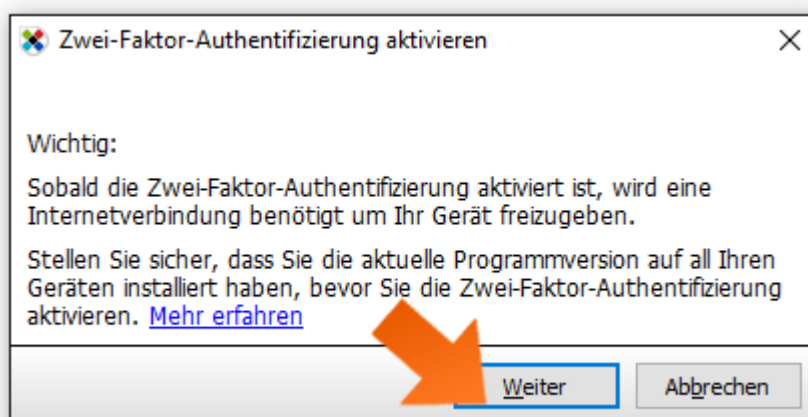 Zwei-Faktor-Authentifizierung aktivieren
Wichtig:
Sobald die Zwei-Faktor-Authentifizierung aktiviert ist, wird eine
Internetverbindung benötigt um Ihr Gerät freizugeben.
Stellen Sie sicher, dass Sie die aktuelle Programmversion auf all Ihren
Geräten installiert haben, bevor Sie die Zwei-Faktor-Authentifizierung
aktivieren. Mehr erfahren
Weiter
Abbrechen